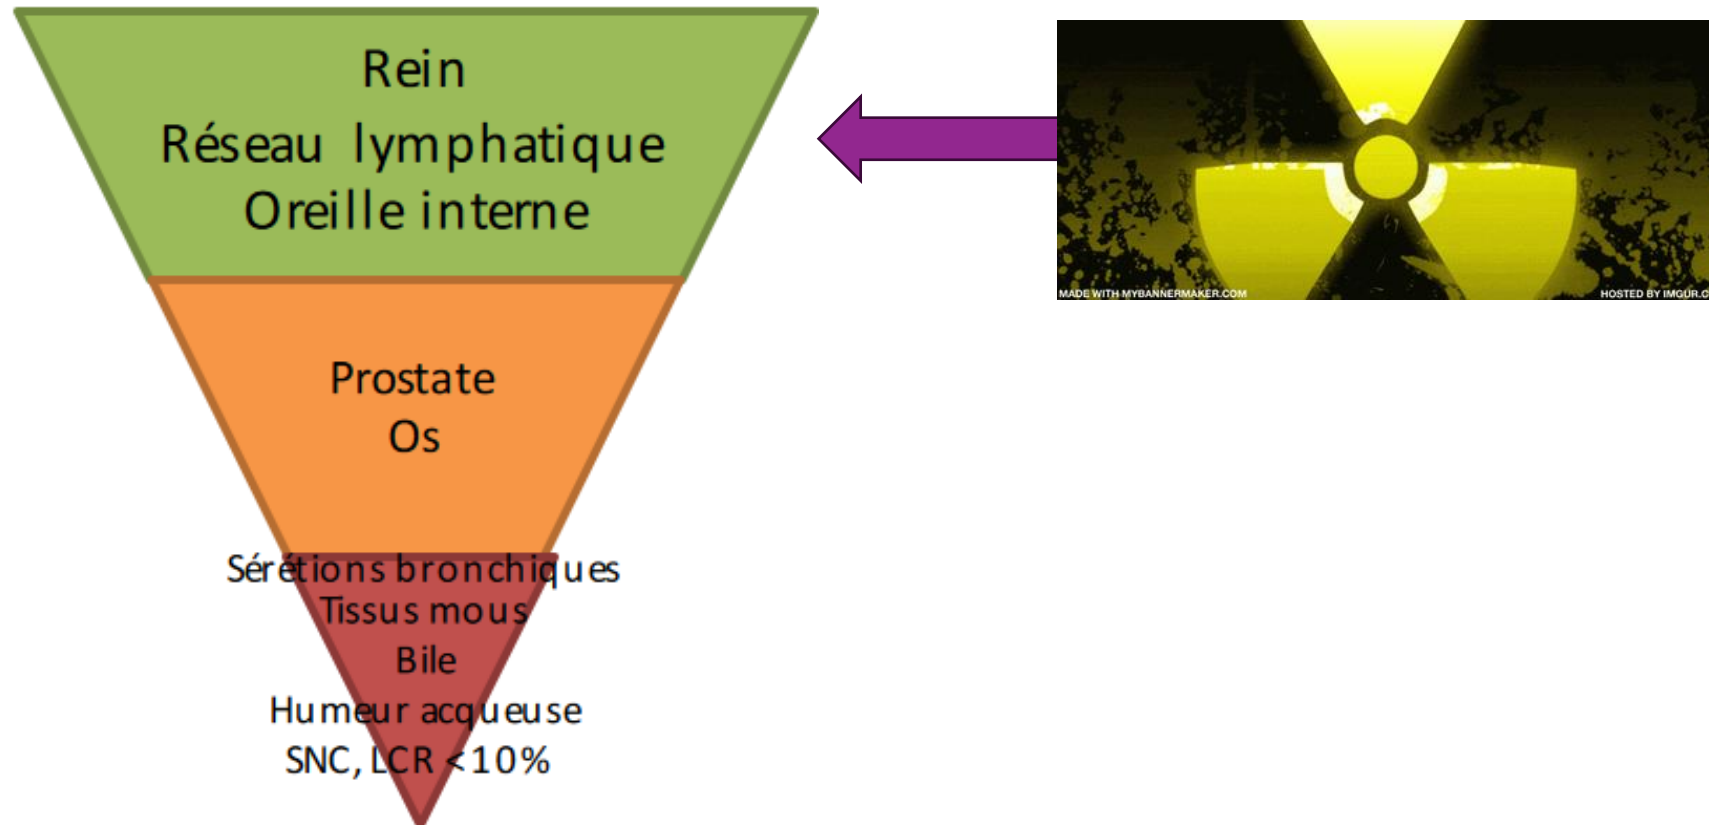 Rein
Réseau lymphatique
Oreille interne
Prostate
Os
Sérétions bronchiques
Tissus mous
Bile
Humeur acqueuse
SNC, LCR <10%
MADE WITH MYBANNERMAKER.COM
HOSTED BY IMGUR.C